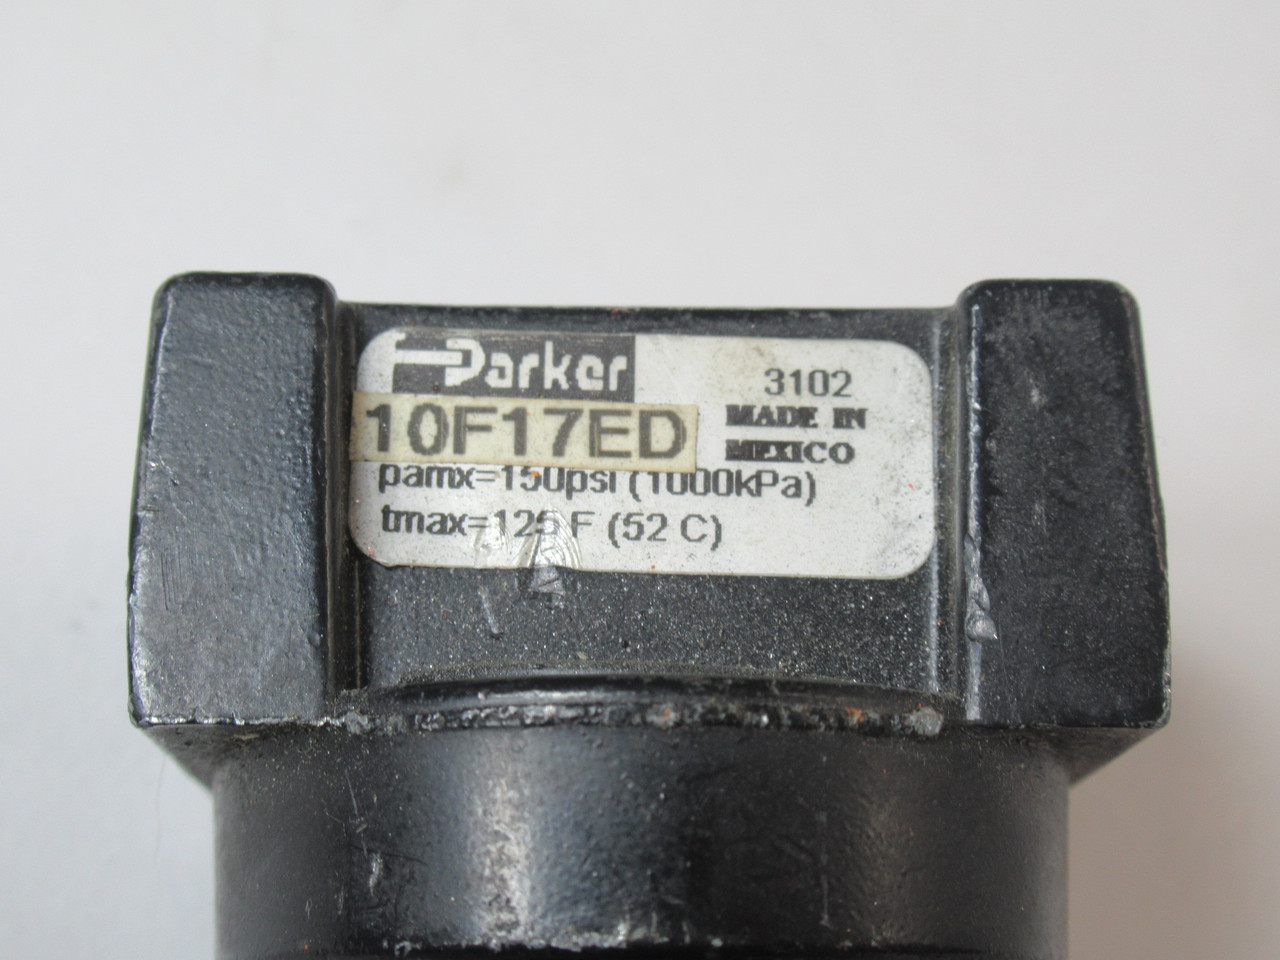 Parker
3102
10F17ED
MADE IN
MEXICO
pamx=150psi (1000kPa)
tmax=125 F (52 C)